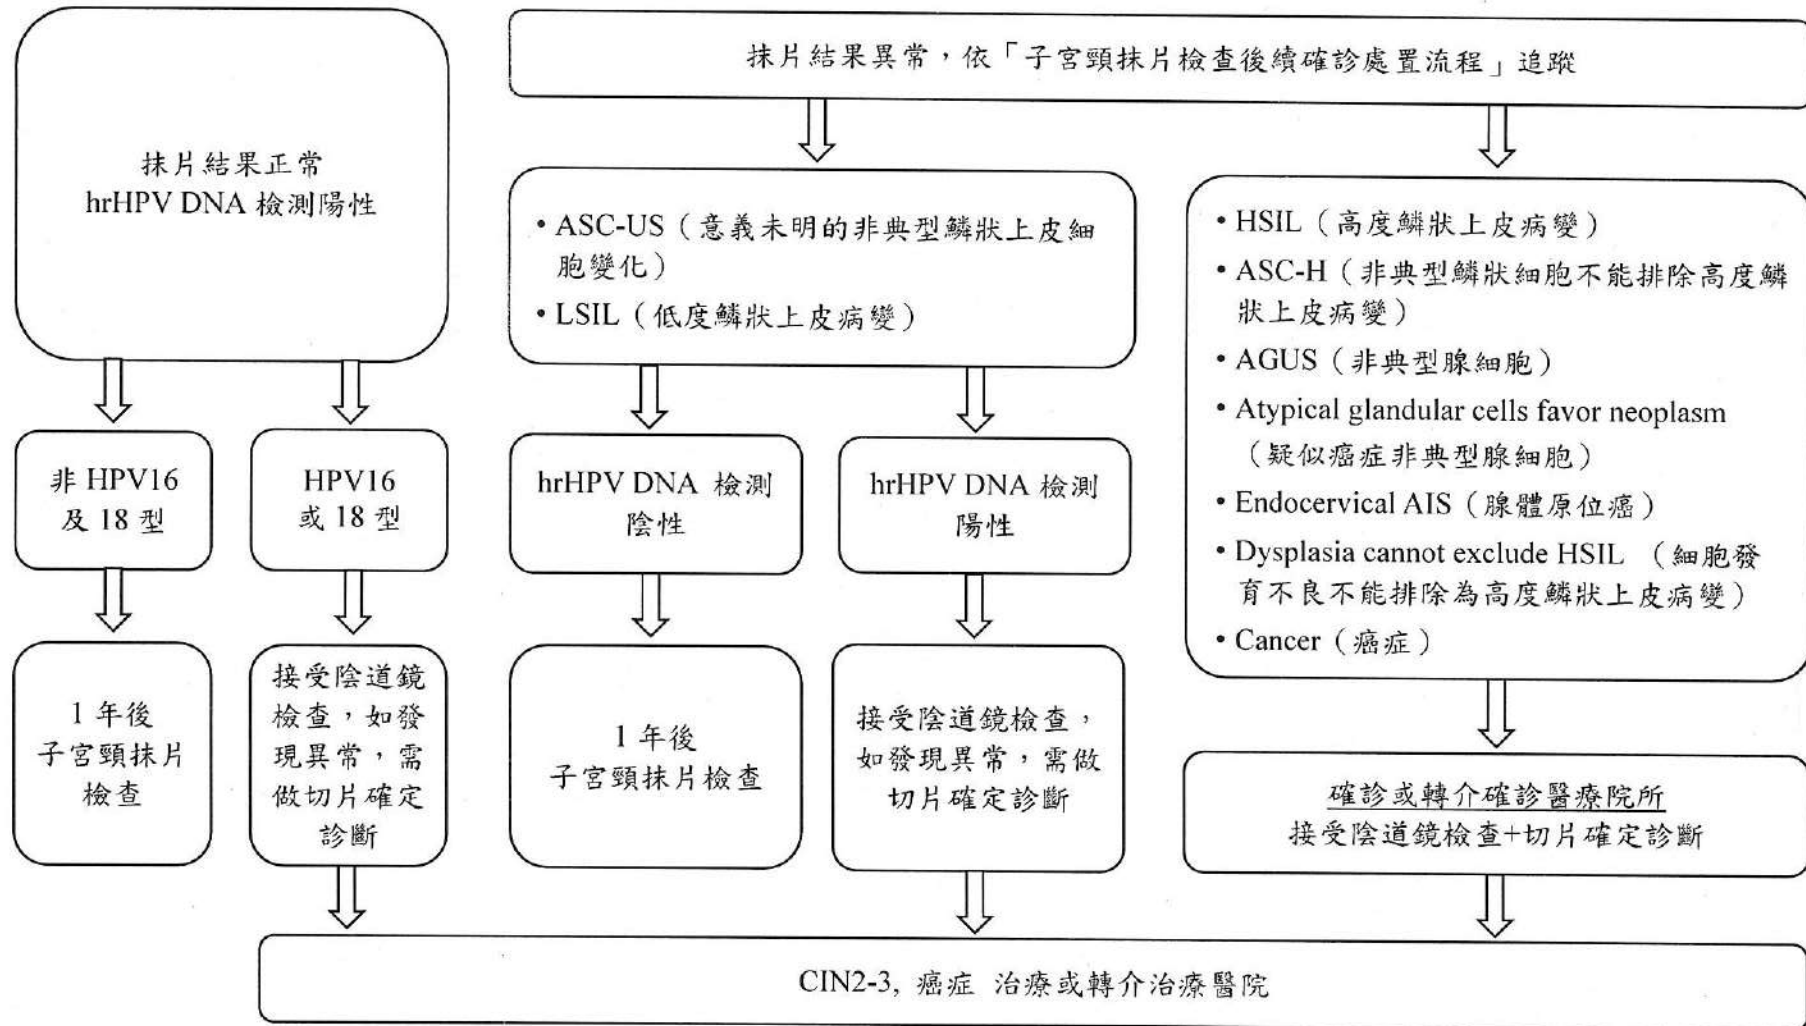 抹片結果正常
hrHPV DNA 檢測陽性
非 HPV16
及 18 型
HPV16
或 18 型
1 年後
子宮頸抹片
檢查
接受陰道鏡
檢查，如發
現異常，需
做切片確定
診斷
抹片結果異常，依「子宮頸抹片檢查後續確診處置流程」追蹤
• ASC-US（意義未明的非典型鱗狀上皮細
胞變化）
• LSIL（低度鱗狀上皮病變）
hrHPV DNA 檢測
陰性
hrHPV DNA 檢測
陽性
1 年後
子宮頸抹片檢查
接受陰道鏡檢查，
如發現異常，需做
切片確定診斷
• HSIL（高度鱗狀上皮病變）
• ASC-H（非典型鱗狀細胞不能排除高度鱗
狀上皮病變）
• AGUS（非典型腺細胞）
• Atypical glandular cells favor neoplasm
（疑似癌症非典型腺細胞）
• Endocervical AIS（腺體原位癌）
• Dysplasia cannot exclude HSIL （細胞發
育不良不能排除為高度鱗狀上皮病變）
• Cancer（癌症）
確診或轉介確診醫療院所
接受陰道鏡檢查+切片確定診斷
CIN2-3, 癌症 治療或轉介治療醫院